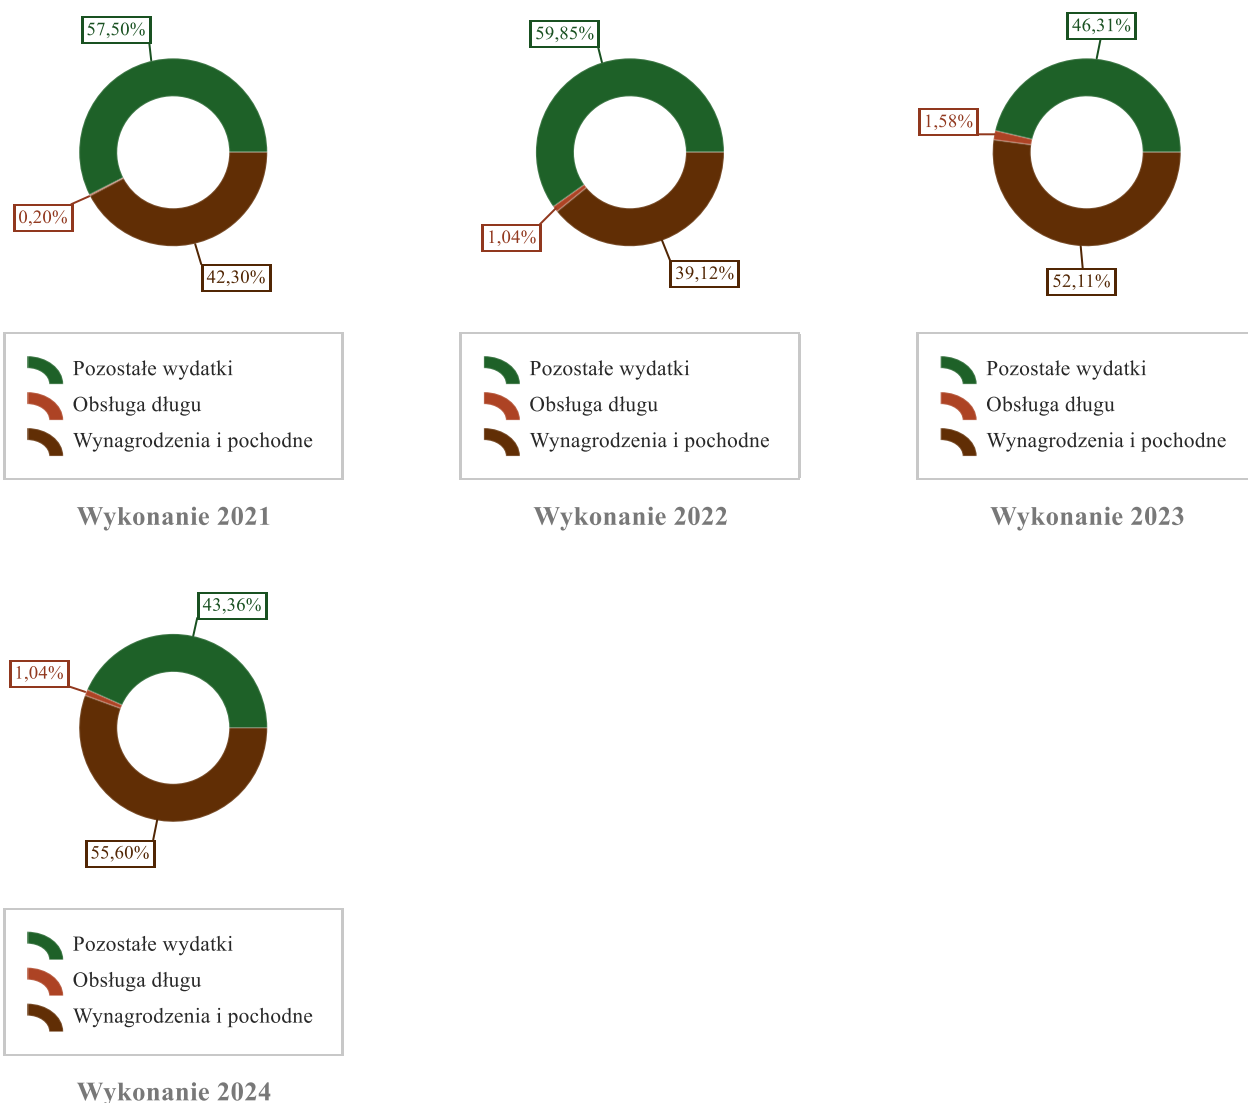 57,50%
0,20%
42,30%
Pozostałe wydatki
Obsługa długu
Wynagrodzenia i pochodne
Wykonanie 2021
59,85%
1,04%
39,12%
Pozostałe wydatki
Obsługa długu
Wynagrodzenia i pochodne
Wykonanie 2022
46,31%
1,58%
52,11%
Pozostałe wydatki
Obsługa długu
Wynagrodzenia i pochodne
Wykonanie 2023
43,36%
1,04%
55,60%
Pozostałe wydatki
Obsługa długu
Wynagrodzenia i pochodne
Wykonanie 2024